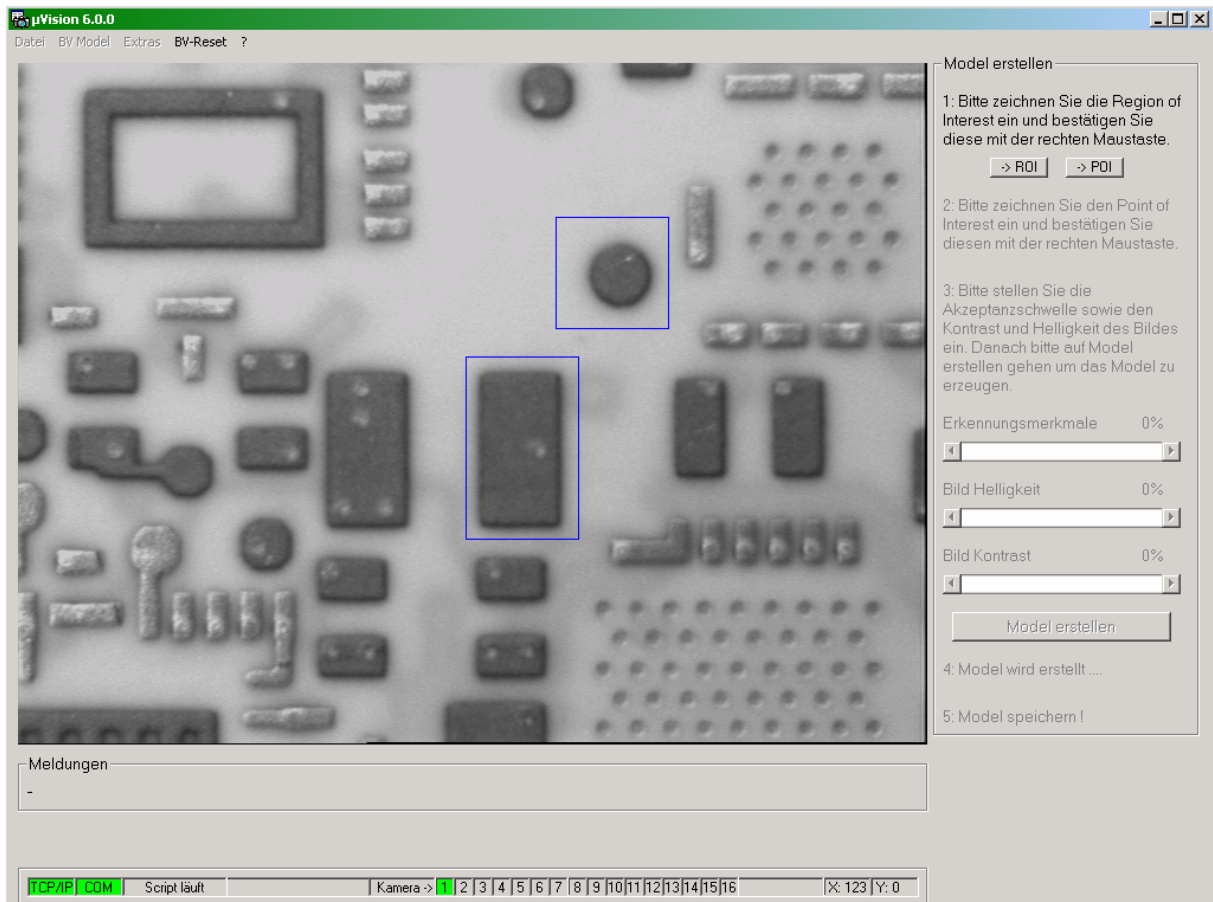 µVision 6.0.0
Datei BV Model Extras BV-Reset ?
Model erstellen
1: Bitte zeichnen Sie die Region of
Interest ein und bestätigen Sie
diese mit der rechten Maustaste.
-> ROI -> POI
2: Bitte zeichnen Sie den Point of
Interest ein und bestätigen Sie
diesen mit der rechten Maustaste.
3: Bitte stellen Sie die
Akzeptanzschwelle sowie den
Kontrast und Helligkeit des Bildes
ein. Danach bitte auf Model
erstellen gehen um das Model zu
erzeugen.
Erkennungsmerkmale 0%
Bild Helligkeit 0%
Bild Kontrast 0%
Model erstellen
4: Model wird erstellt ....
5: Model speichern !
Meldungen
-
TCP/IP COM Script läuft Kamera -> 1 2 3 4 5 6 7 8 9 10 11 12 13 14 15 16 X: 123 Y: 0